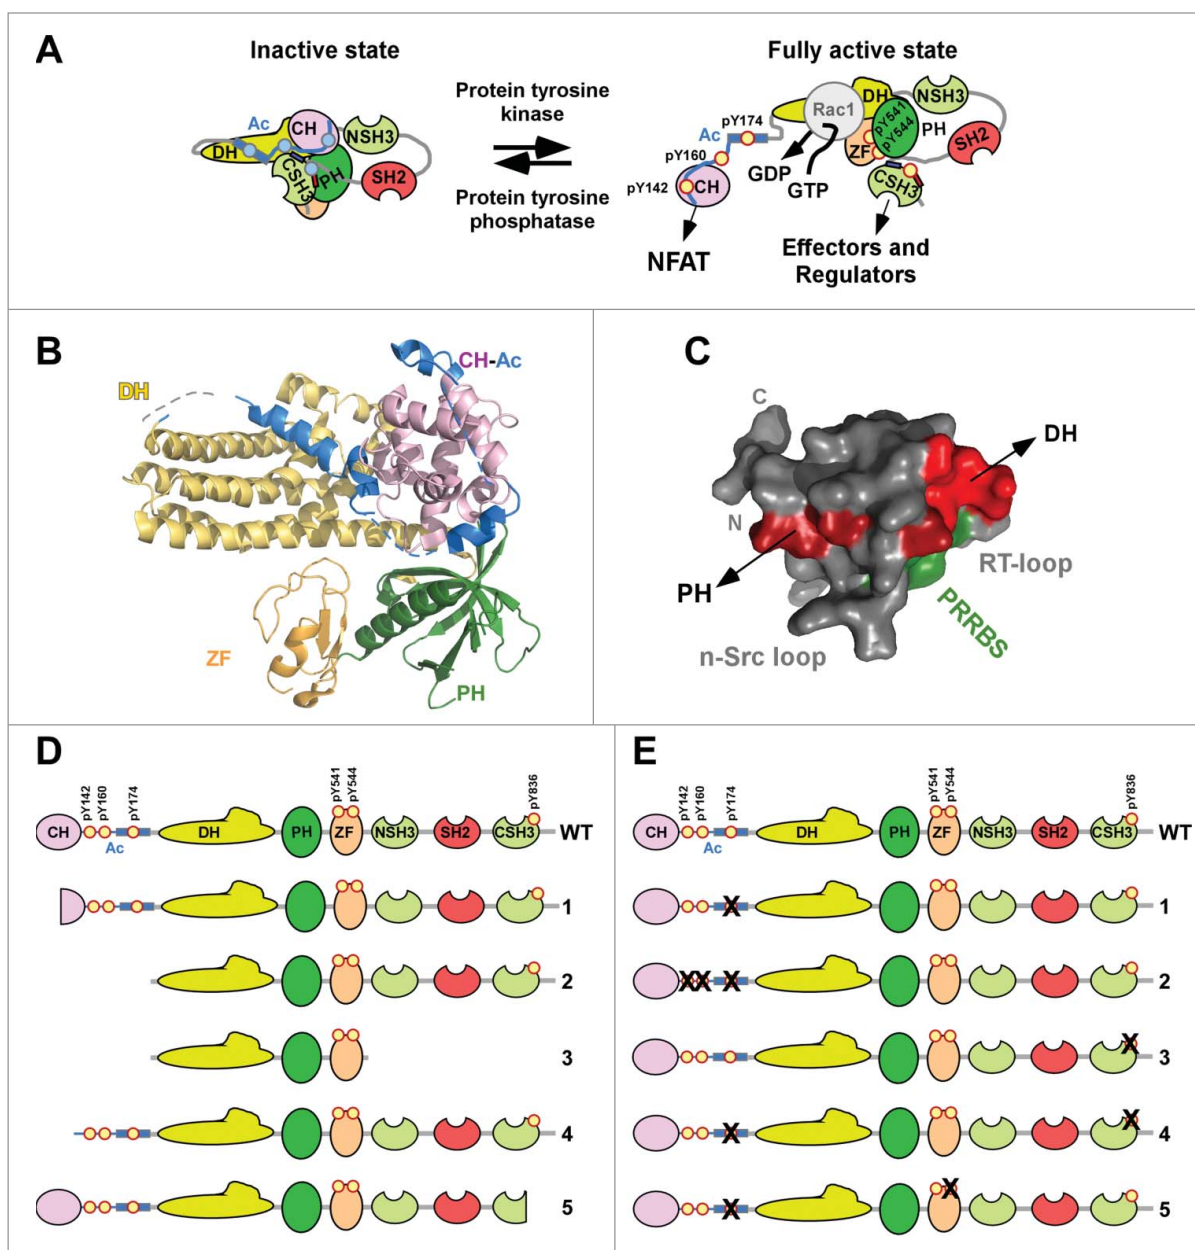 A
Inactive state
Fully active state
Protein tyrosine
kinase
Protein tyrosine
phosphatase
Ac
CH
NSH3
DH
CSH3
PH
SH2
Rac1
DH
NSH3
pY541
pY544
PH
SH2
ZF
CSH3
pY174
Ac
pY160
pY142
CH
GDP
GTP
NFAT
Effectors and
Regulators
B
DH
CH-Ac
ZF
PH
C
C
N
DH
PH
RT-loop
PRRBS
n-Src loop
D
pY142
pY160
pY174
pY541
pY544
pY836
CH
Ac
DH
PH
ZF
NSH3
SH2
CSH3
WT
1
2
3
4
5
E
pY142
pY160
pY174
pY541
pY544
pY836
CH
Ac
DH
PH
ZF
NSH3
SH2
CSH3
WT
X
1
X
X
X
2
X
3
X
X
4
X
X
5